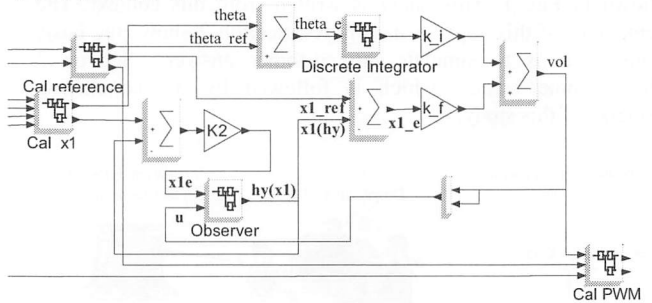 theta
theta_ref
theta_e
k_i
vol
Discrete Integrator
Cal reference
x1_ref
x1(hy)
x1_e
k_f
Cal x1
K2
x1e
hy(x1)
u
Observer
Cal PWM